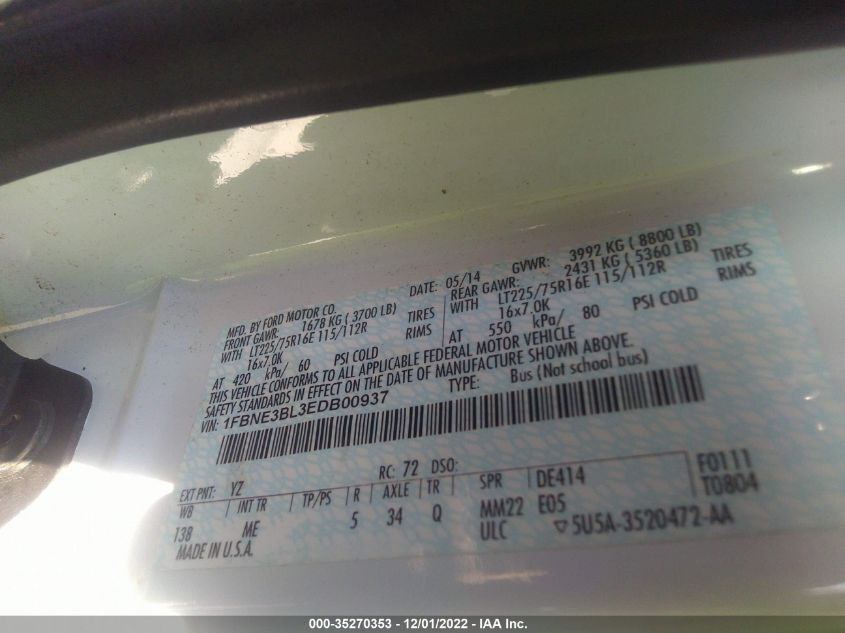 MFD. BY FORD MOTOR CO.
DATE: 05/14 GVWR: 3992 KG ( 8800 LB)
FRONT GAWR: 1678 KG ( 3700 LB) REAR GAWR: 2431 KG ( 5360 LB)
WITH LT225/75R16E 115/112R TIRES WITH LT225/75R16E 115/112R TIRES
16x7.0K RIMS 16x7.0K RIMS
AT 420 kPa/ 60 PSI COLD AT 550 kPa/ 80 PSI COLD
THIS VEHICLE CONFORMS TO ALL APPLICABLE FEDERAL MOTOR VEHICLE
SAFETY STANDARDS IN EFFECT ON THE DATE OF MANUFACTURE SHOWN ABOVE.
VIN: 1FBNE3BL3EDB00937 TYPE: Bus (Not school bus)
EXT PNT: YZ RC: 72 DSO:
WB INT TR TP/PS R AXLE TR SPR DE414 F0111
138 ME 5 34 Q MM22 E05 T0804
MADE IN U.S.A. ULC ▽5U5A-3520472-AA
000-35270353 - 12/01/2022 - IAA Inc.